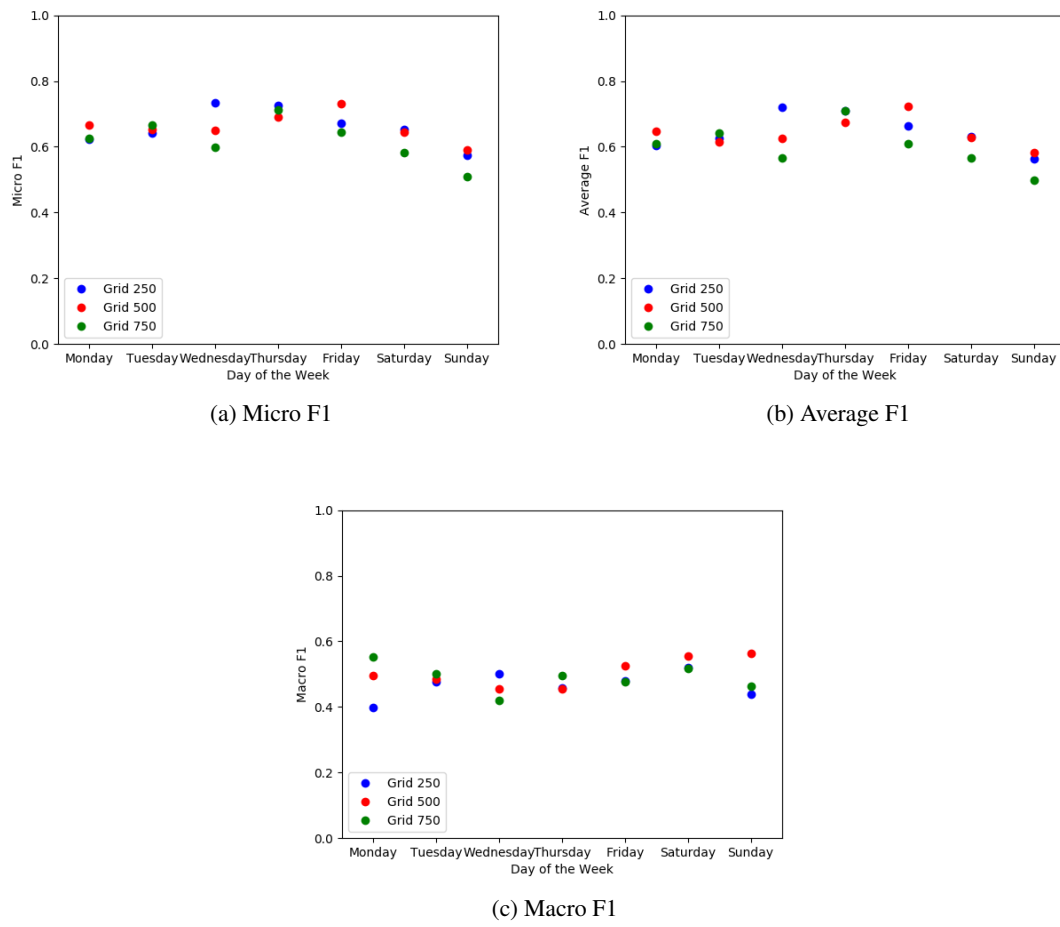 1.0
0.8
0.6
0.4
0.2
0.0
Micro F1
Grid 250
Grid 500
Grid 750
Monday Tuesday Wednesday Thursday Friday Saturday Sunday
Day of the Week
(a) Micro F1
1.0
0.8
0.6
0.4
0.2
0.0
Average F1
Grid 250
Grid 500
Grid 750
Monday Tuesday Wednesday Thursday Friday Saturday Sunday
Day of the Week
(b) Average F1
1.0
0.8
0.6
0.4
0.2
0.0
Macro F1
Grid 250
Grid 500
Grid 750
Monday Tuesday Wednesday Thursday Friday Saturday Sunday
Day of the Week
(c) Macro F1